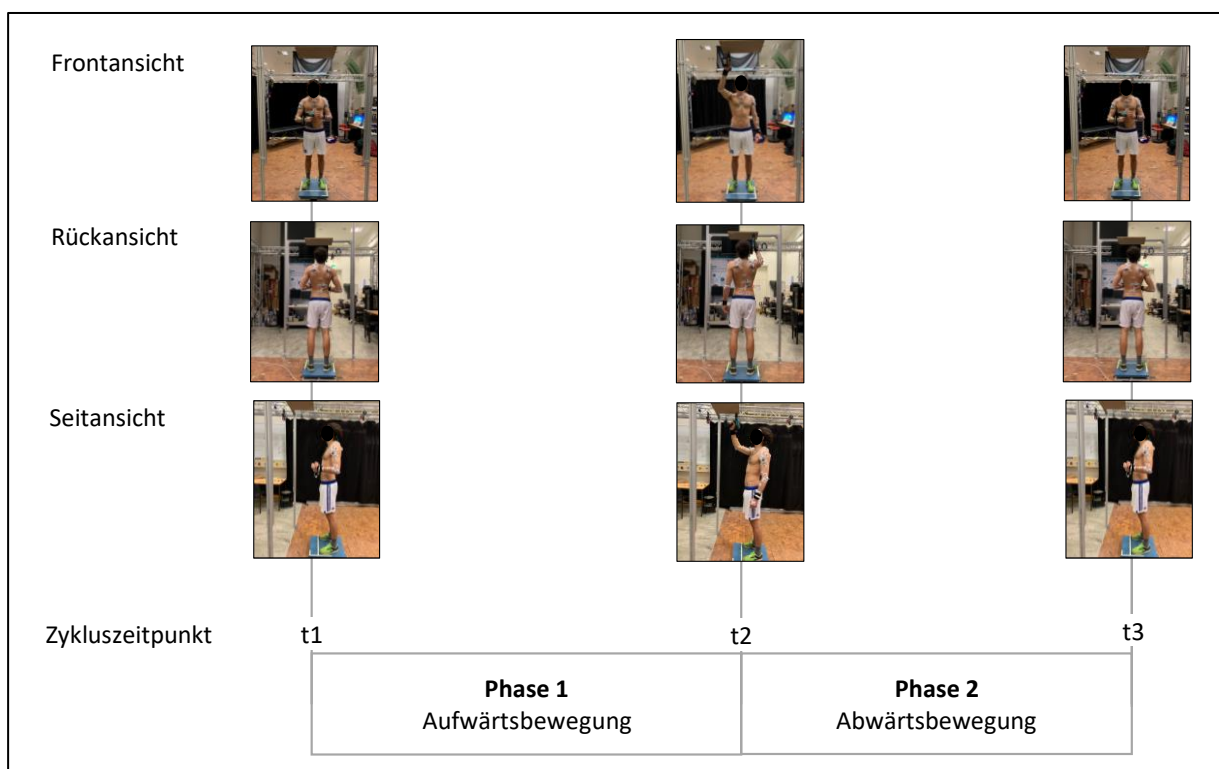 Frontansicht
Rückansicht
Seitansicht
Zykluszeitpunkt
t1
t2
t3
Phase 1
Phase 2
Aufwärtsbewegung
Abwärtsbewegung